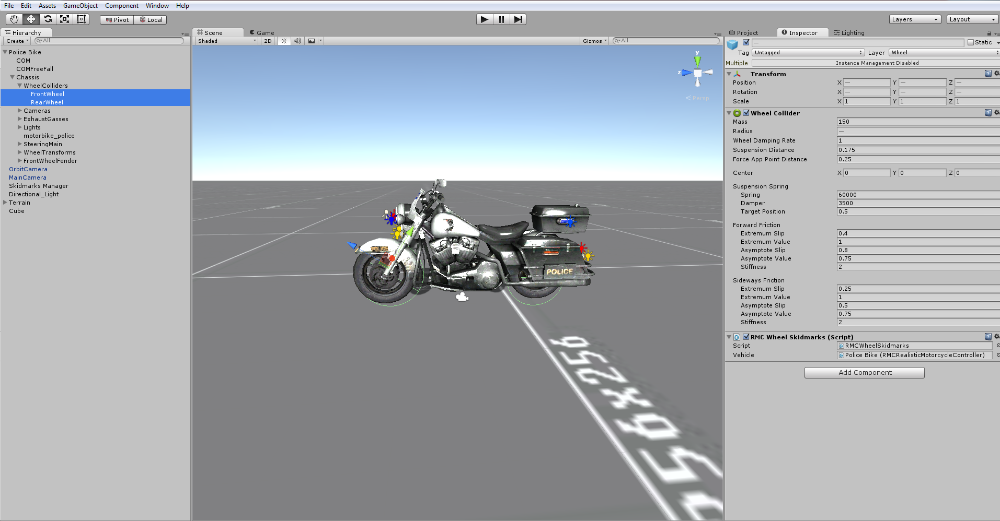 File Edit Assets GameObject Component Window Help
Pivot Local Layers Layout
Hierarchy
Create All
Police Bike
COM
COMFreeFall
Chassis
WheelColliders
FrontWheel
RearWheel
Cameras
ExhaustGasses
Lights
motorbike_police
SteeringMain
WheelTransforms
FrontWheelFender
OrbitCamera
MainCamera
Skidmarks Manager
Directional_Light
Terrain
Cube
Scene Game
Shaded 2D Gizmos All
y
z
Persp
POLICE
POLICE
Project Inspector Lighting
— Static
Tag Untagged Layer Wheel
Multiple Instance Management Disabled
Transform
Position X — Y — Z —
Rotation X — Y — Z —
Scale X 1 Y 1 Z 1
Wheel Collider
Mass 150
Radius —
Wheel Damping Rate 1
Suspension Distance 0.175
Force App Point Distance 0.25
Center X 0 Y 0 Z 0
Suspension Spring
Spring 60000
Damper 3500
Target Position 0.5
Forward Friction
Extremum Slip 0.4
Extremum Value 1
Asymptote Slip 0.8
Asymptote Value 0.75
Stiffness 2
Sideways Friction
Extremum Slip 0.25
Extremum Value 1
Asymptote Slip 0.5
Asymptote Value 0.75
Stiffness 2
RMC Wheel Skidmarks (Script)
Script RMCWheelSkidmarks
Vehicle Police Bike (RMCRealisticMotorcycleController)
Add Component